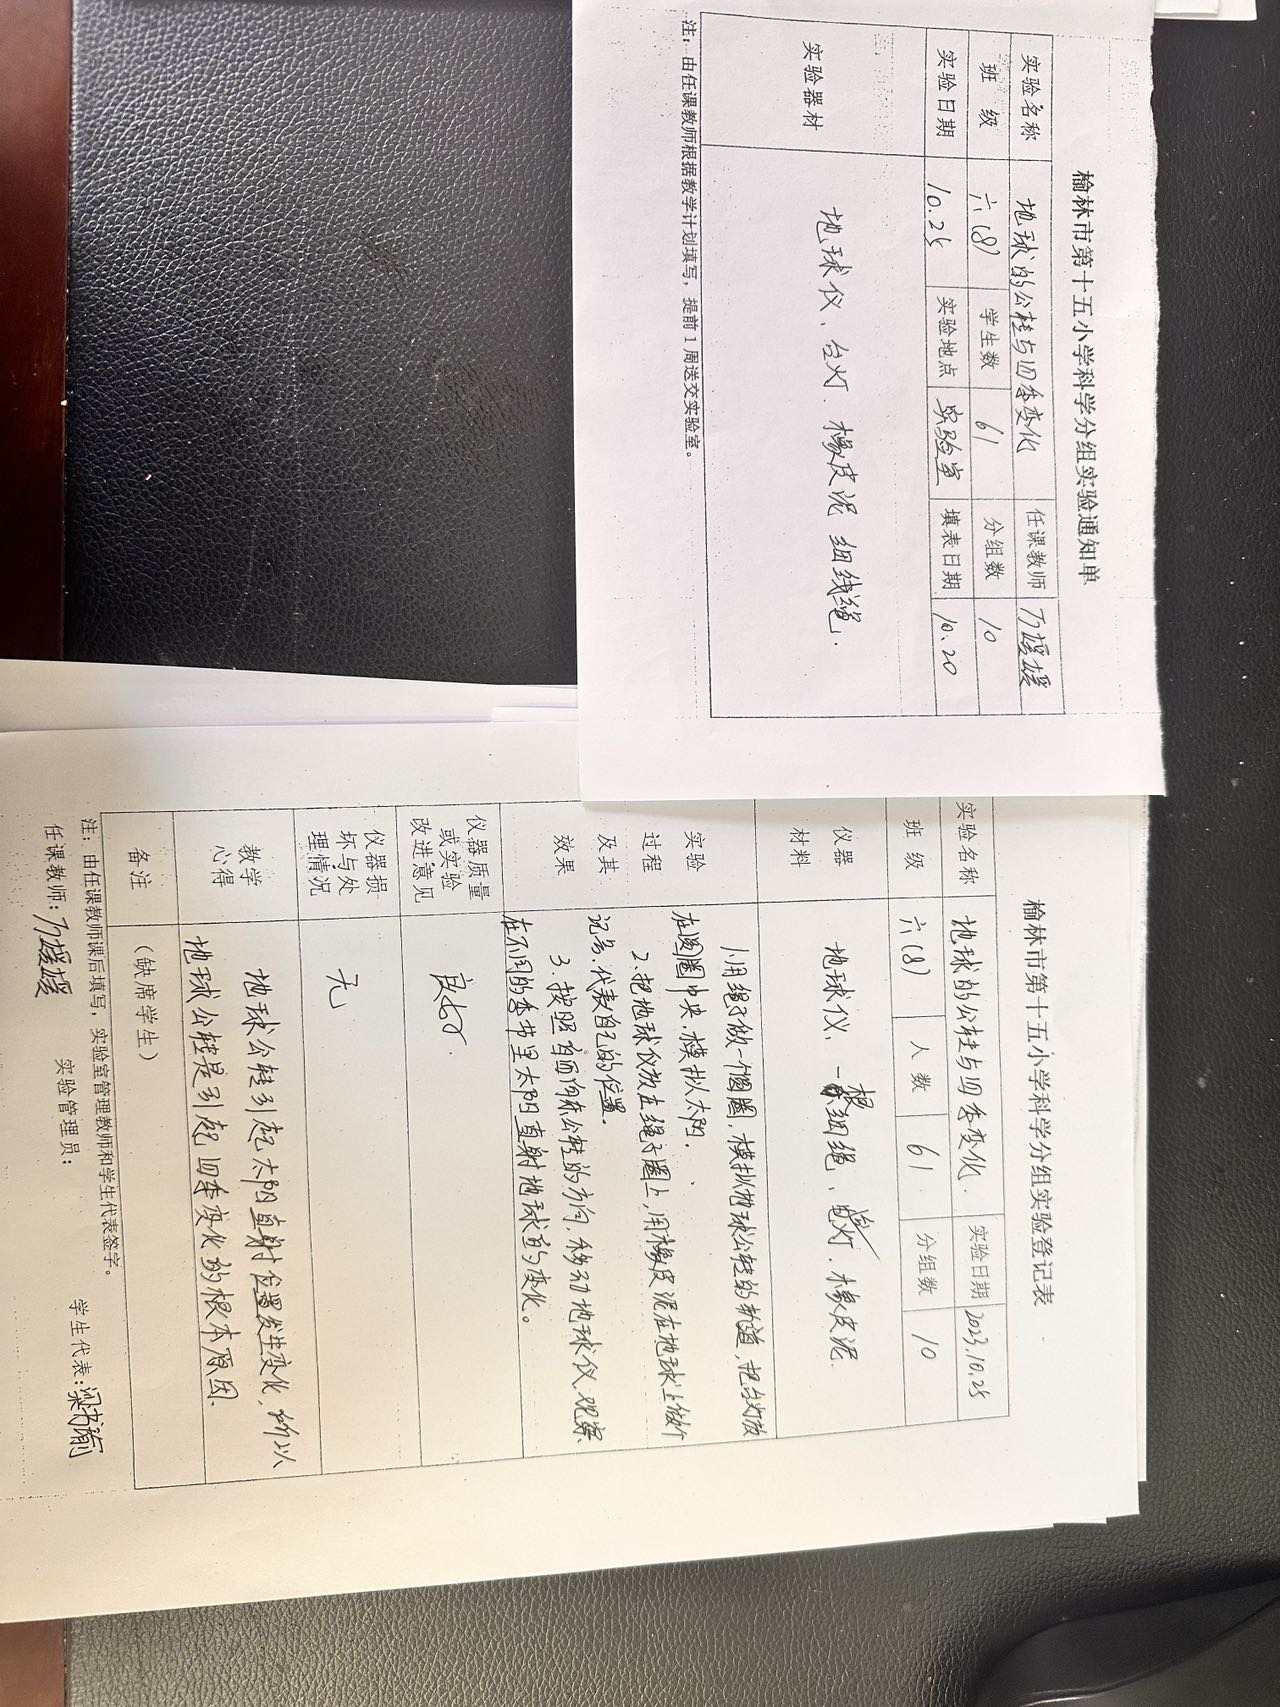 榆林市第十五小学科学分组实验通知单
实验名称 地球的公转与四季变化 任课教师 万媛媛
班 级 六(8) 学生数 61 分组数 10
实验日期 10.25 实验地点 实验室 填表日期 10.20
实验器材 地球仪、台灯、橡皮泥 细线绳.
注：由任课教师根据教学计划填写，提前1周送交实验室。
榆林市第十五小学科学分组实验登记表
实验名称 地球的公转与四季变化. 实验日期 2023.10.25
班 级 六(8) 人 数 61 分组数 10
仪器 材料 地球仪、一根细绳、台灯、橡皮泥.
实验 过程 及其 效果
1.用绳子做一个圆圈,模拟地球公转的轨道,把台灯放
在圆圈中央,模拟太阳.
2.把地球仪放在绳子圈上,用橡皮泥在地球上做个
记号,代表自己的位置.
3.按照自西向东公转的方向,移动地球仪,观察
在不同的季节里太阳直射地球的变化。
仪器质量 或实验 改进意见 良好.
仪器损 坏与处 理情况 无
教学 心得 地球公转引起太阳直射位置发生变化,所以
地球公转是引起四季变化的根本原因.
备注 （缺席学生）
注：由任课教师课后填写，实验室管理教师和学生代表签字。
任课教师：万媛媛 实验管理员： 学生代表：